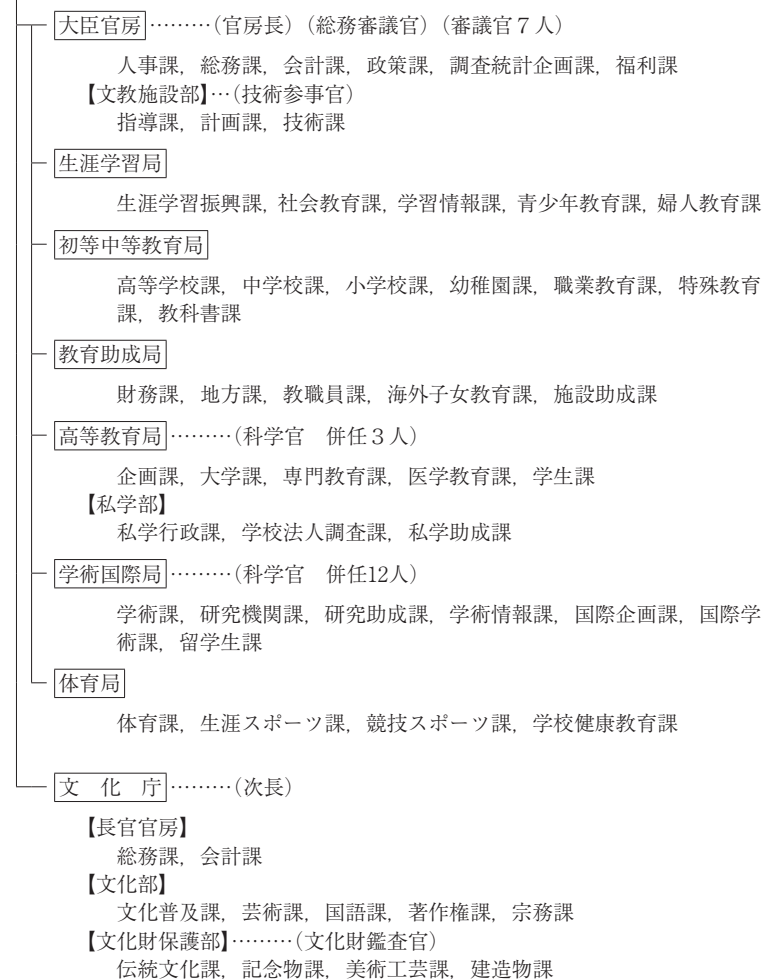 大臣官房………(官房長)(総務審議官)(審議官７人)
人事課，総務課，会計課，政策課，調査統計企画課，福利課
【文教施設部】…(技術参事官)
指導課，計画課，技術課
生涯学習局
生涯学習振興課，社会教育課，学習情報課，青少年教育課，婦人教育課
初等中等教育局
高等学校課，中学校課，小学校課，幼稚園課，職業教育課，特殊教育
課，教科書課
教育助成局
財務課，地方課，教職員課，海外子女教育課，施設助成課
高等教育局………(科学官　併任３人)
企画課，大学課，専門教育課，医学教育課，学生課
【私学部】
私学行政課，学校法人調査課，私学助成課
学術国際局………(科学官　併任12人)
学術課，研究機関課，研究助成課，学術情報課，国際企画課，国際学
術課，留学生課
体育局
体育課，生涯スポーツ課，競技スポーツ課，学校健康教育課
文　化　庁………(次長)
【長官官房】
総務課，会計課
【文化部】
文化普及課，芸術課，国語課，著作権課，宗務課
【文化財保護部】………(文化財鑑査官)
伝統文化課，記念物課，美術工芸課，建造物課